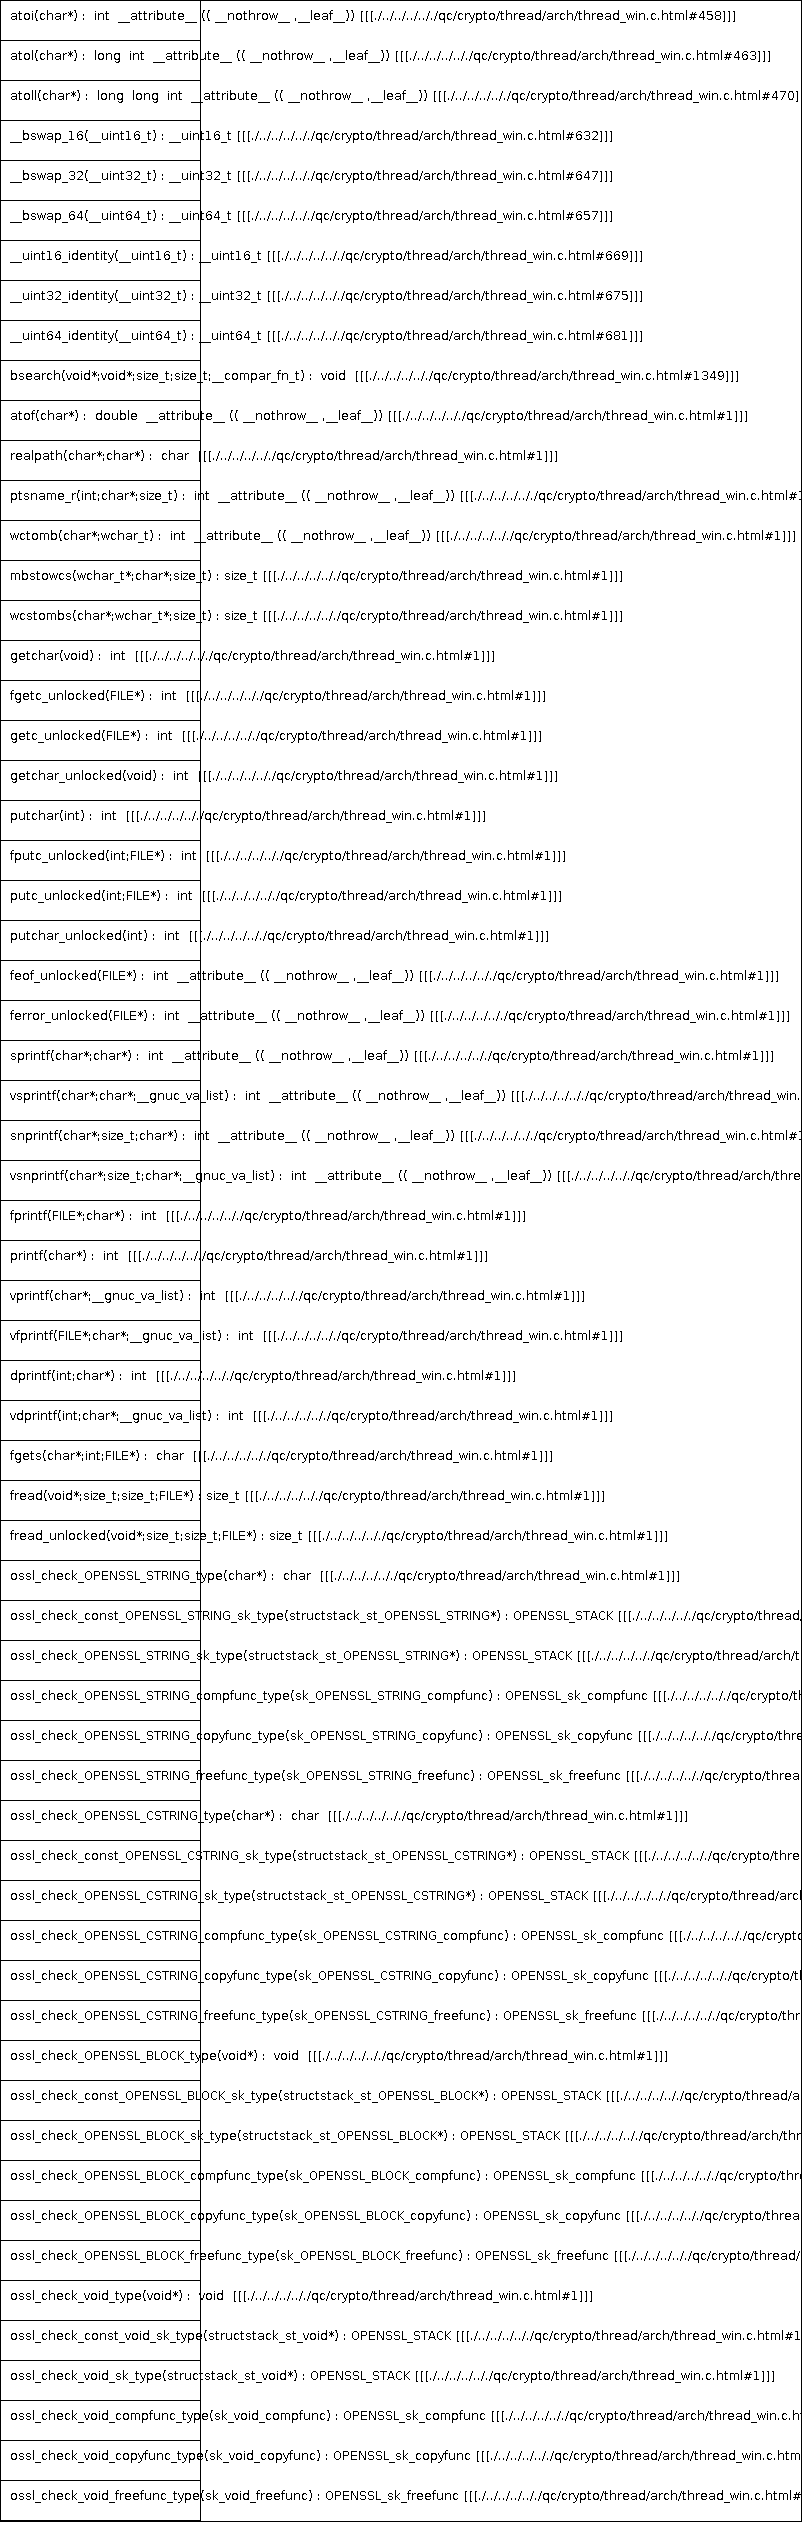 atoi(char*) :  int  __attribute__ (( __nothrow__ ,__leaf__)) [[[./../../../../../qc/crypto/thread/arch/thread_win.c.html#458]]]
atol(char*) :  long  int  __attribute__ (( __nothrow__ ,__leaf__)) [[[./../../../../../qc/crypto/thread/arch/thread_win.c.html#463]]]
atoll(char*) :  long  long  int  __attribute__ (( __nothrow__ ,__leaf__)) [[[./../../../../../qc/crypto/thread/arch/thread_win.c.html#470]
__bswap_16(__uint16_t) : __uint16_t [[[./../../../../../qc/crypto/thread/arch/thread_win.c.html#632]]]
__bswap_32(__uint32_t) : __uint32_t [[[./../../../../../qc/crypto/thread/arch/thread_win.c.html#647]]]
__bswap_64(__uint64_t) : __uint64_t [[[./../../../../../qc/crypto/thread/arch/thread_win.c.html#657]]]
__uint16_identity(__uint16_t) : __uint16_t [[[./../../../../../qc/crypto/thread/arch/thread_win.c.html#669]]]
__uint32_identity(__uint32_t) : __uint32_t [[[./../../../../../qc/crypto/thread/arch/thread_win.c.html#675]]]
__uint64_identity(__uint64_t) : __uint64_t [[[./../../../../../qc/crypto/thread/arch/thread_win.c.html#681]]]
bsearch(void*;void*;size_t;size_t;__compar_fn_t) :  void  [[[./../../../../../qc/crypto/thread/arch/thread_win.c.html#1349]]]
atof(char*) :  double  __attribute__ (( __nothrow__ ,__leaf__)) [[[./../../../../../qc/crypto/thread/arch/thread_win.c.html#1]]]
realpath(char*;char*) :  char  [[[./../../../../../qc/crypto/thread/arch/thread_win.c.html#1]]]
ptsname_r(int;char*;size_t) :  int  __attribute__ (( __nothrow__ ,__leaf__)) [[[./../../../../../qc/crypto/thread/arch/thread_win.c.html#1
wctomb(char*;wchar_t) :  int  __attribute__ (( __nothrow__ ,__leaf__)) [[[./../../../../../qc/crypto/thread/arch/thread_win.c.html#1]]]
mbstowcs(wchar_t*;char*;size_t) : size_t [[[./../../../../../qc/crypto/thread/arch/thread_win.c.html#1]]]
wcstombs(char*;wchar_t*;size_t) : size_t [[[./../../../../../qc/crypto/thread/arch/thread_win.c.html#1]]]
getchar(void) :  int  [[[./../../../../../qc/crypto/thread/arch/thread_win.c.html#1]]]
fgetc_unlocked(FILE*) :  int  [[[./../../../../../qc/crypto/thread/arch/thread_win.c.html#1]]]
getc_unlocked(FILE*) :  int  [[[./../../../../../qc/crypto/thread/arch/thread_win.c.html#1]]]
getchar_unlocked(void) :  int  [[[./../../../../../qc/crypto/thread/arch/thread_win.c.html#1]]]
putchar(int) :  int  [[[./../../../../../qc/crypto/thread/arch/thread_win.c.html#1]]]
fputc_unlocked(int;FILE*) :  int  [[[./../../../../../qc/crypto/thread/arch/thread_win.c.html#1]]]
putc_unlocked(int;FILE*) :  int  [[[./../../../../../qc/crypto/thread/arch/thread_win.c.html#1]]]
putchar_unlocked(int) :  int  [[[./../../../../../qc/crypto/thread/arch/thread_win.c.html#1]]]
feof_unlocked(FILE*) :  int  __attribute__ (( __nothrow__ ,__leaf__)) [[[./../../../../../qc/crypto/thread/arch/thread_win.c.html#1]]]
ferror_unlocked(FILE*) :  int  __attribute__ (( __nothrow__ ,__leaf__)) [[[./../../../../../qc/crypto/thread/arch/thread_win.c.html#1]]]
sprintf(char*;char*) :  int  __attribute__ (( __nothrow__ ,__leaf__)) [[[./../../../../../qc/crypto/thread/arch/thread_win.c.html#1]]]
vsprintf(char*;char*;__gnuc_va_list) :  int  __attribute__ (( __nothrow__ ,__leaf__)) [[[./../../../../../qc/crypto/thread/arch/thread_win.
snprintf(char*;size_t;char*) :  int  __attribute__ (( __nothrow__ ,__leaf__)) [[[./../../../../../qc/crypto/thread/arch/thread_win.c.html#1
vsnprintf(char*;size_t;char*;__gnuc_va_list) :  int  __attribute__ (( __nothrow__ ,__leaf__)) [[[./../../../../../qc/crypto/thread/arch/thre
fprintf(FILE*;char*) :  int  [[[./../../../../../qc/crypto/thread/arch/thread_win.c.html#1]]]
printf(char*) :  int  [[[./../../../../../qc/crypto/thread/arch/thread_win.c.html#1]]]
vprintf(char*;__gnuc_va_list) :  int  [[[./../../../../../qc/crypto/thread/arch/thread_win.c.html#1]]]
vfprintf(FILE*;char*;__gnuc_va_list) :  int  [[[./../../../../../qc/crypto/thread/arch/thread_win.c.html#1]]]
dprintf(int;char*) :  int  [[[./../../../../../qc/crypto/thread/arch/thread_win.c.html#1]]]
vdprintf(int;char*;__gnuc_va_list) :  int  [[[./../../../../../qc/crypto/thread/arch/thread_win.c.html#1]]]
fgets(char*;int;FILE*) :  char  [[[./../../../../../qc/crypto/thread/arch/thread_win.c.html#1]]]
fread(void*;size_t;size_t;FILE*) : size_t [[[./../../../../../qc/crypto/thread/arch/thread_win.c.html#1]]]
fread_unlocked(void*;size_t;size_t;FILE*) : size_t [[[./../../../../../qc/crypto/thread/arch/thread_win.c.html#1]]]
ossl_check_OPENSSL_STRING_type(char*) :  char  [[[./../../../../../qc/crypto/thread/arch/thread_win.c.html#1]]]
ossl_check_const_OPENSSL_STRING_sk_type(structstack_st_OPENSSL_STRING*) : OPENSSL_STACK [[[./../../../../../qc/crypto/thread/
ossl_check_OPENSSL_STRING_sk_type(structstack_st_OPENSSL_STRING*) : OPENSSL_STACK [[[./../../../../../qc/crypto/thread/arch/t
ossl_check_OPENSSL_STRING_compfunc_type(sk_OPENSSL_STRING_compfunc) : OPENSSL_sk_compfunc [[[./../../../../../qc/crypto/th
ossl_check_OPENSSL_STRING_copyfunc_type(sk_OPENSSL_STRING_copyfunc) : OPENSSL_sk_copyfunc [[[./../../../../../qc/crypto/thre
ossl_check_OPENSSL_STRING_freefunc_type(sk_OPENSSL_STRING_freefunc) : OPENSSL_sk_freefunc [[[./../../../../../qc/crypto/threa
ossl_check_OPENSSL_CSTRING_type(char*) :  char  [[[./../../../../../qc/crypto/thread/arch/thread_win.c.html#1]]]
ossl_check_const_OPENSSL_CSTRING_sk_type(structstack_st_OPENSSL_CSTRING*) : OPENSSL_STACK [[[./../../../../../qc/crypto/thre
ossl_check_OPENSSL_CSTRING_sk_type(structstack_st_OPENSSL_CSTRING*) : OPENSSL_STACK [[[./../../../../../qc/crypto/thread/arcl
ossl_check_OPENSSL_CSTRING_compfunc_type(sk_OPENSSL_CSTRING_compfunc) : OPENSSL_sk_compfunc [[[./../../../../../qc/crypto
ossl_check_OPENSSL_CSTRING_copyfunc_type(sk_OPENSSL_CSTRING_copyfunc) : OPENSSL_sk_copyfunc [[[./../../../../../qc/crypto/t
ossl_check_OPENSSL_CSTRING_freefunc_type(sk_OPENSSL_CSTRING_freefunc) : OPENSSL_sk_freefunc [[[./../../../../../qc/crypto/thr
ossl_check_OPENSSL_BLOCK_type(void*) :  void  [[[./../../../../../qc/crypto/thread/arch/thread_win.c.html#1]]]
ossl_check_const_OPENSSL_BLOCK_sk_type(structstack_st_OPENSSL_BLOCK*) : OPENSSL_STACK [[[./../../../../../qc/crypto/thread/a
ossl_check_OPENSSL_BLOCK_sk_type(structstack_st_OPENSSL_BLOCK*) : OPENSSL_STACK [[[./../../../../../qc/crypto/thread/arch/thr
ossl_check_OPENSSL_BLOCK_compfunc_type(sk_OPENSSL_BLOCK_compfunc) : OPENSSL_sk_compfunc [[[./../../../../../qc/crypto/thre
ossl_check_OPENSSL_BLOCK_copyfunc_type(sk_OPENSSL_BLOCK_copyfunc) : OPENSSL_sk_copyfunc [[[./../../../../../qc/crypto/threa
ossl_check_OPENSSL_BLOCK_freefunc_type(sk_OPENSSL_BLOCK_freefunc) : OPENSSL_sk_freefunc [[[./../../../../../qc/crypto/thread/
ossl_check_void_type(void*) :  void  [[[./../../../../../qc/crypto/thread/arch/thread_win.c.html#1]]]
ossl_check_const_void_sk_type(structstack_st_void*) : OPENSSL_STACK [[[./../../../../../qc/crypto/thread/arch/thread_win.c.html#1
ossl_check_void_sk_type(structstack_st_void*) : OPENSSL_STACK [[[./../../../../../qc/crypto/thread/arch/thread_win.c.html#1]]]
ossl_check_void_compfunc_type(sk_void_compfunc) : OPENSSL_sk_compfunc [[[./../../../../../qc/crypto/thread/arch/thread_win.c.h
ossl_check_void_copyfunc_type(sk_void_copyfunc) : OPENSSL_sk_copyfunc [[[./../../../../../qc/crypto/thread/arch/thread_win.c.htm
ossl_check_void_freefunc_type(sk_void_freefunc) : OPENSSL_sk_freefunc [[[./../../../../../qc/crypto/thread/arch/thread_win.c.html#